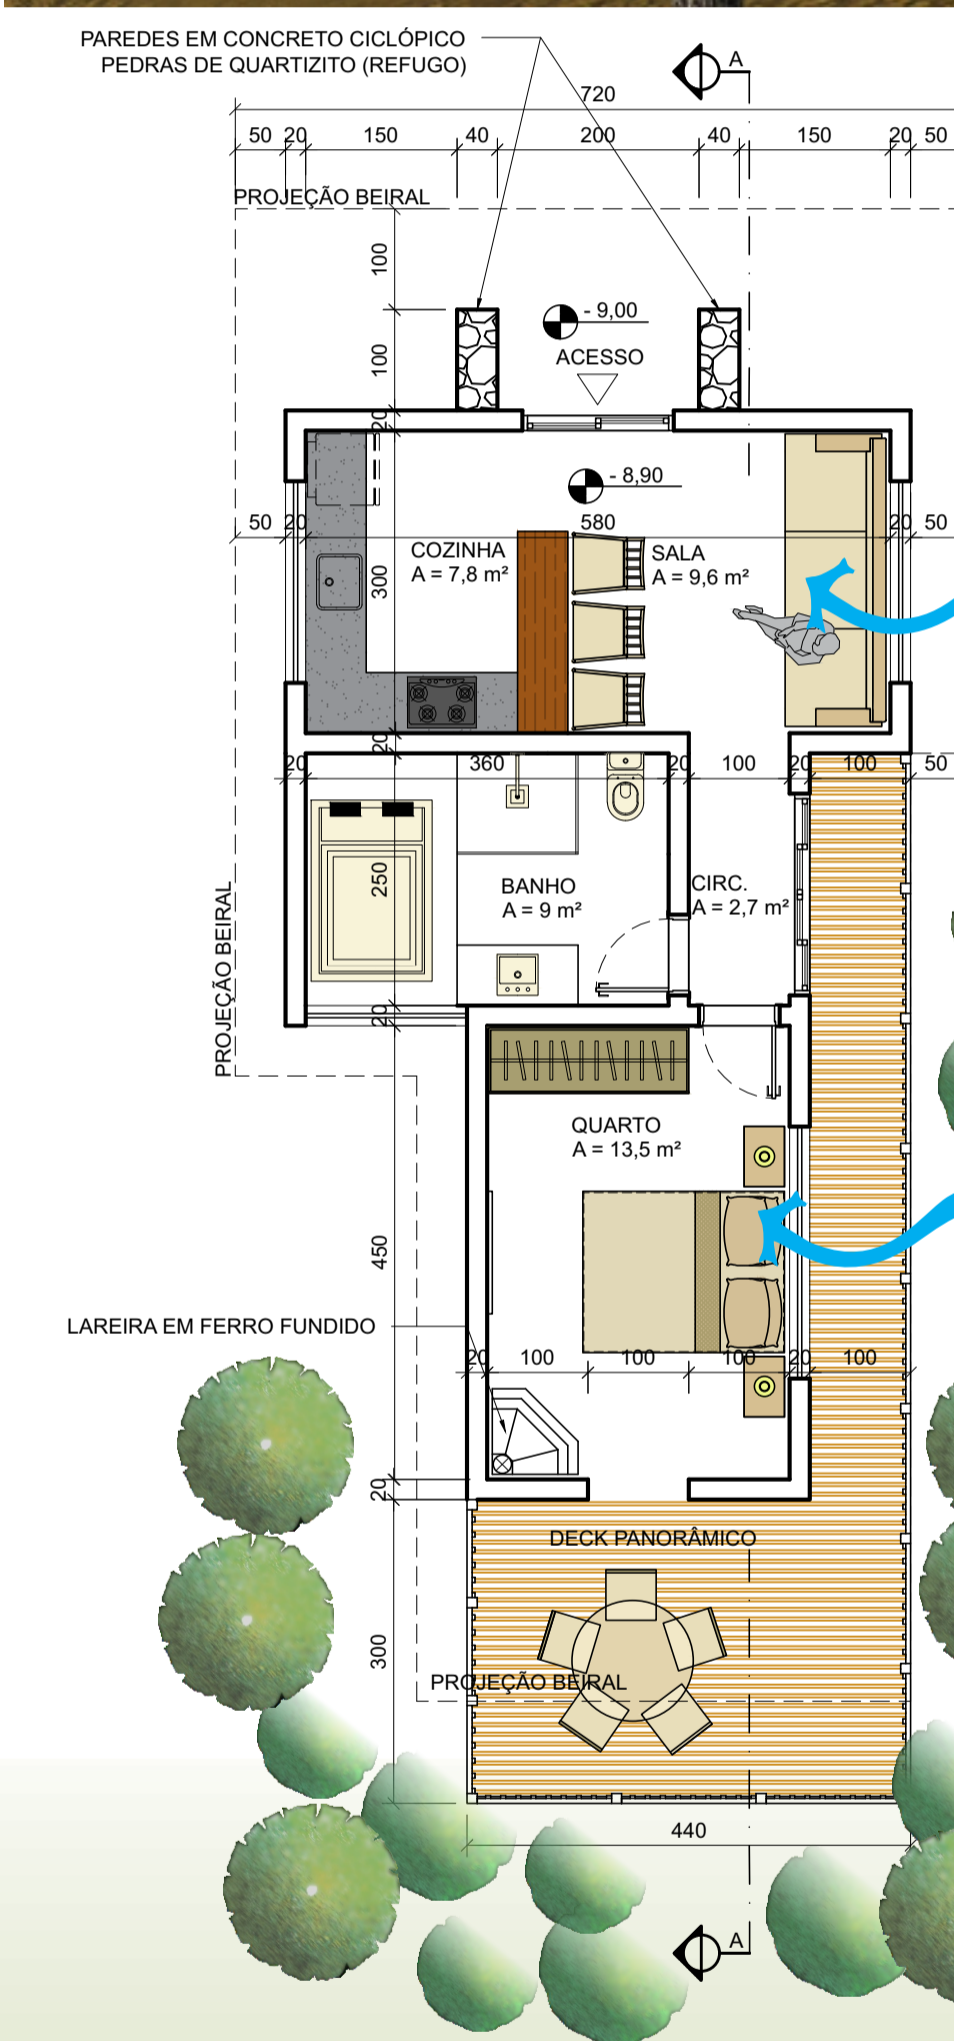 PAREDES EM CONCRETO CICLÓPICO
PEDRAS DE QUARTIZITO (REFUGO)
A
720
50 20 150 40 200 40 150 20 50
PROJEÇÃO BEIRAL
100
- 9,00
100
ACESSO
20
- 8,90
50 20 580 20 50
COZINHA
A = 7,8 m²
SALA
A = 9,6 m²
300
20
20 360 20 100 20 100 50
250
BANHO
A = 9 m²
CIRC.
A = 2,7 m²
PROJEÇÃO BEIRAL
20
QUARTO
A = 13,5 m²
450
LAREIRA EM FERRO FUNDIDO
20 100 100 100 20 100
20
DECK PANORÂMICO
300
PROJEÇÃO BEIRAL
440
A